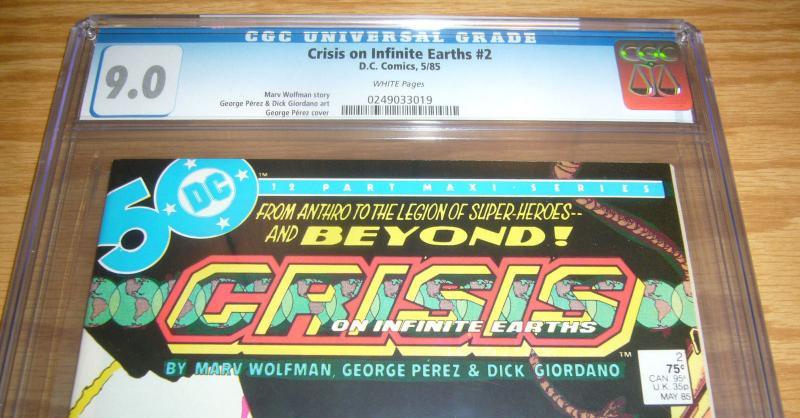 CGC UNIVERSAL GRADE
9.0
Crisis on Infinite Earths #2
D.C. Comics, 5/85
WHITE Pages
Marv Wolfman story
George Pérez & Dick Giordano art
George Pérez cover
0249033019
CGC
50
DC
™
12 PART MAXI-SERIES
FROM ANTHRO TO THE LEGION OF SUPER-HEROES--
AND BEYOND!
CRISIS
ON INFINITE EARTHS
™
BY MARV WOLFMAN, GEORGE PÉREZ & DICK GIORDANO
2
75¢
CAN. 95¢
U.K. 35p
MAY 85